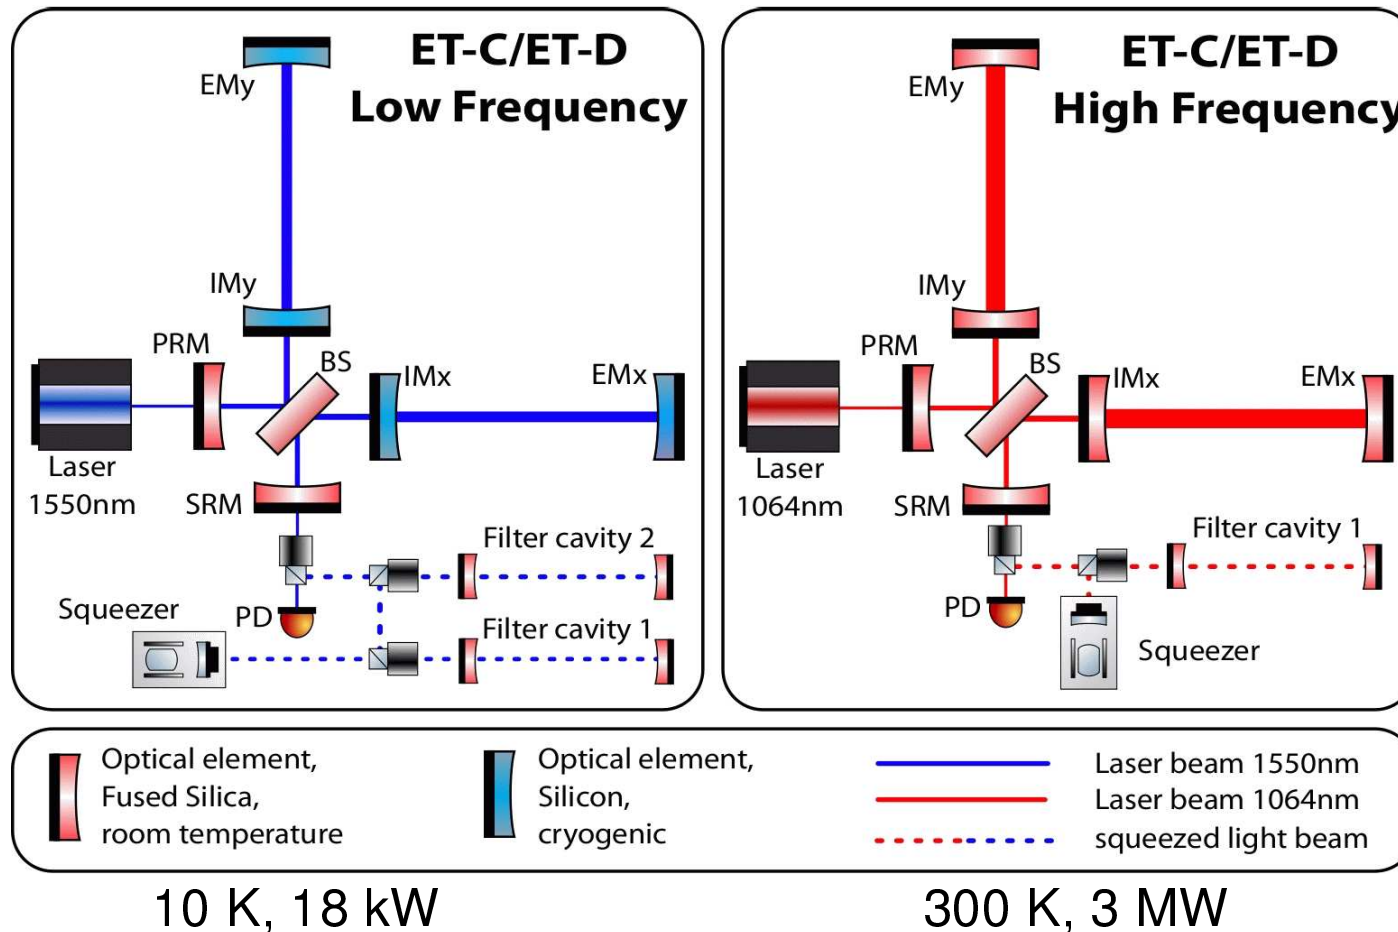 ET-C/ET-D
Low Frequency
EMy
IMy
PRM
BS
IMx
EMx
Laser
1550nm
SRM
Filter cavity 2
Squeezer
PD
Filter cavity 1
ET-C/ET-D
High Frequency
EMy
IMy
PRM
BS
IMx
EMx
Laser
1064nm
SRM
Filter cavity 1
PD
Squeezer
Optical element,
Fused Silica,
room temperature
Optical element,
Silicon,
cryogenic
Laser beam 1550nm
Laser beam 1064nm
squeezed light beam
10 K, 18 kW
300 K, 3 MW